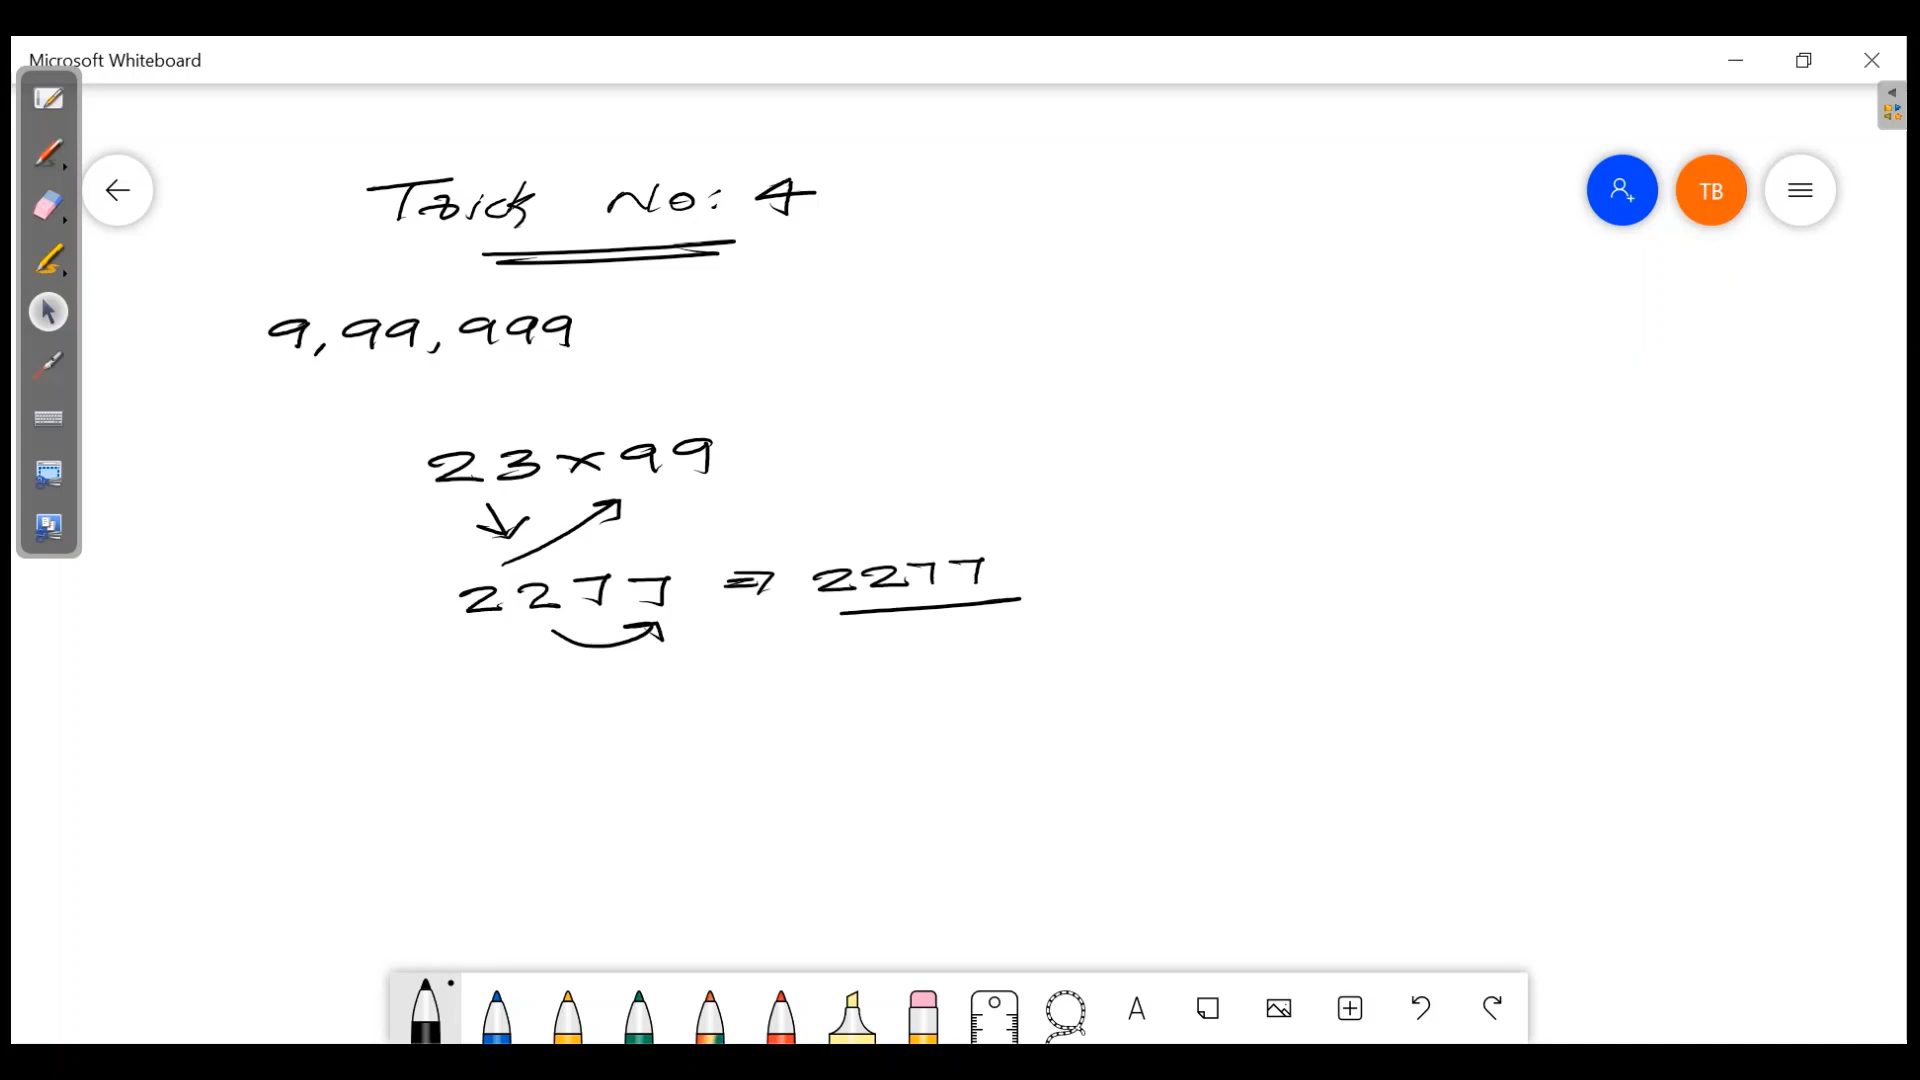 Microsoft Whiteboard
TB
Trick No: 4
9, 99, 999
23 × 99
2277 ⇒ 2277
A